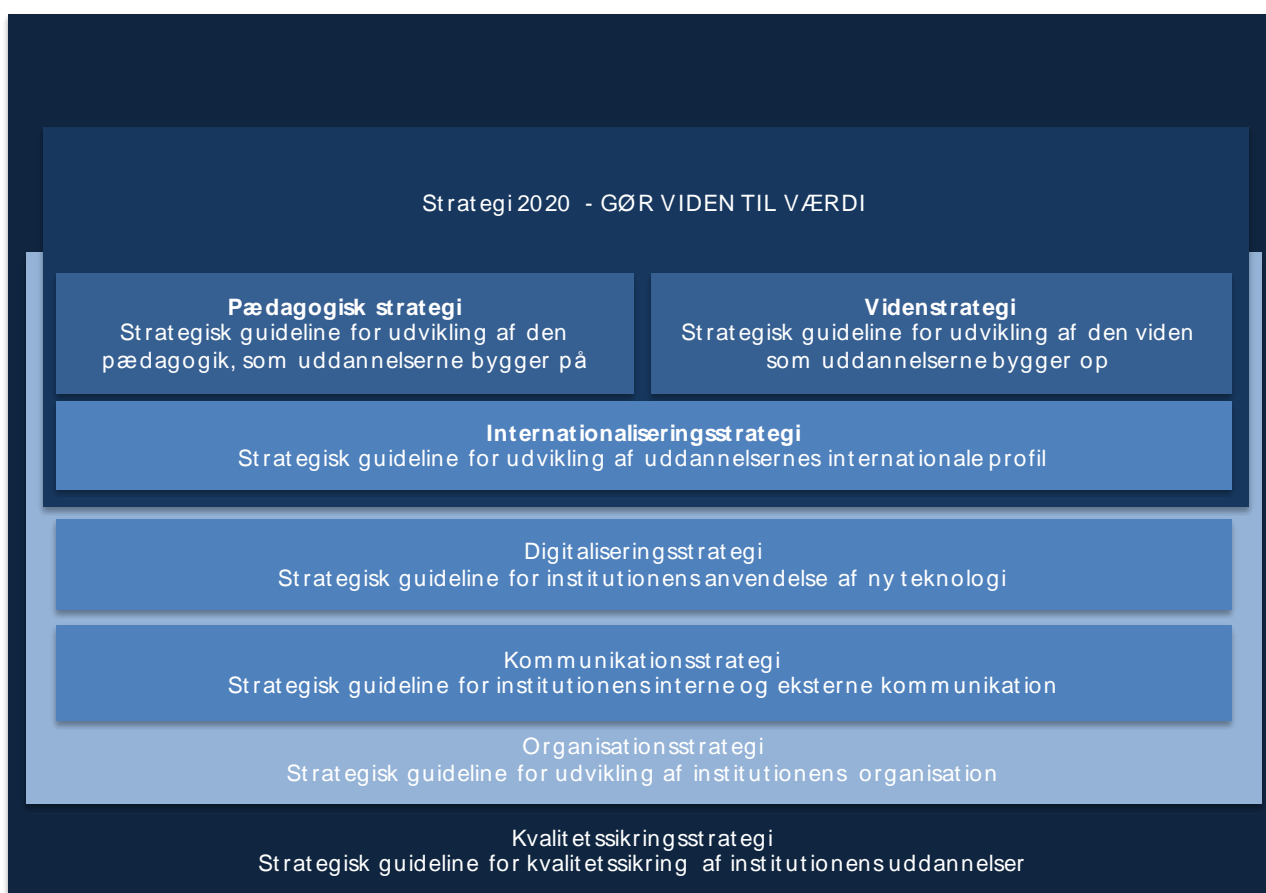 Strategi 2020 - GØR VIDEN TIL VÆRDI
Pædagogisk strategi
Strategisk guideline for udvikling af den
pædagogik, som uddannelserne bygger på
Videnstrategi
Strategisk guideline for udvikling af den viden
som uddannelserne bygger op
Internationaliseringsstrategi
Strategisk guideline for udvikling af uddannelsernes internationale profil
Digitaliseringsstrategi
Strategisk guideline for institutionens anvendelse af ny teknologi
Kommunikationsstrategi
Strategisk guideline for institutionens interne og eksterne kommunikation
Organisationsstrategi
Strategisk guideline for udvikling af institutionens organisation
Kvalitetssikringsstrategi
Strategisk guideline for kvalitetssikring af institutionens uddannelser